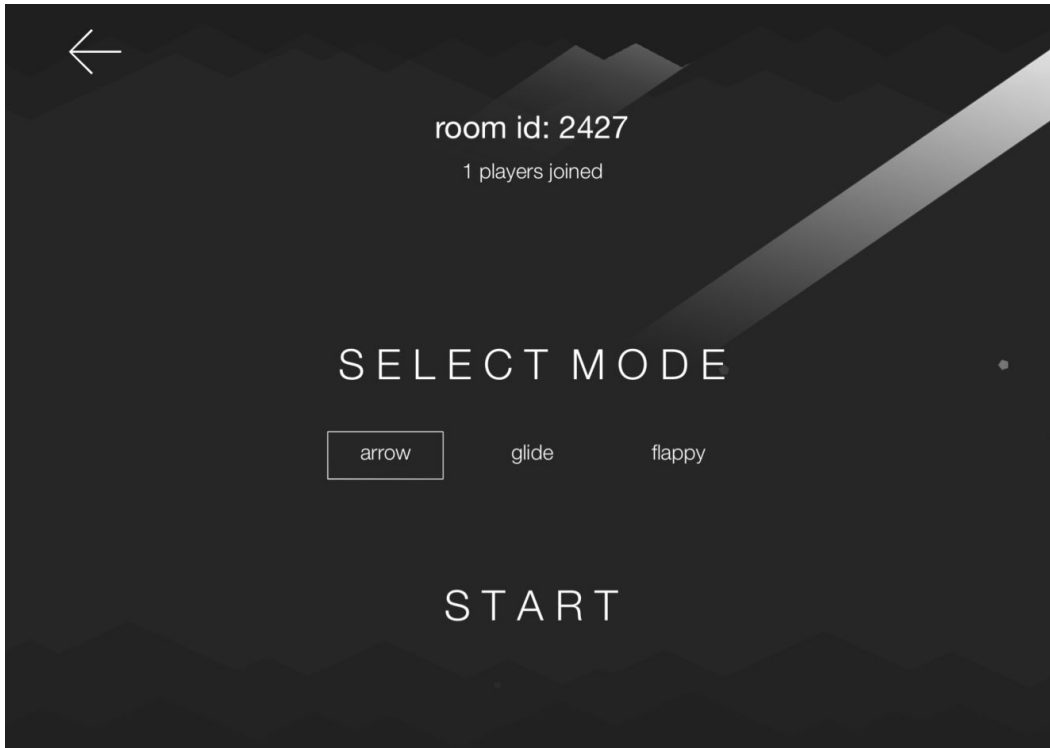 room id: 2427
1 players joined
SELECT MODE
arrow glide flappy
START